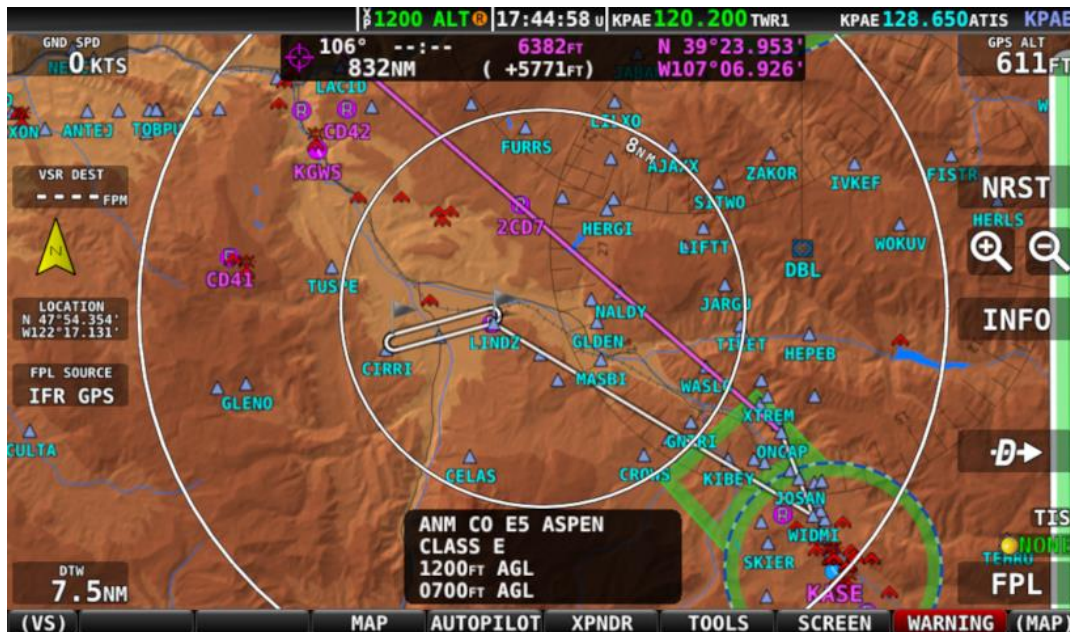 XP 1200 ALT R 17:44:58 U KPAE 120.200 TWR1 KPAE 128.650 ATIS KPAE
GND SPD
0 KTS
106° --:-- 6382FT N 39°23.953'
832NM ( +5771FT) W107°06.926'
GPS ALT
611FT
LACID
XON ANTEJ TOBPU
R R CD42
KGWS
FURRS
LILXO
8NM
AJAXX
ZAKOR
IVKEF
FISTR
SITWO
VSR DEST
----FPM
NRST
HERLS
R
2CD7
HERGI
LIFTT
WOKUV
DBL
N
CD41
TUSPE
JARGU
NALDY
LOCATION
N 47°54.354'
W122°17.131'
INFO
LINDZ
GLDEN
HEPEB
CIRRI
MASBI
WASLO
FPL SOURCE
IFR GPS
GLENO
XTREM
CULTA
ONCAP
CELAS
CROWS
KIBEY
D
JOSAN
R
WIDMI
SKIER
TIS
NONE
KASE
ANM CO E5 ASPEN
CLASS E
1200FT AGL
0700FT AGL
DTW
7.5NM
FPL
(VS) MAP AUTOPILOT XPNDR TOOLS SCREEN WARNING (MAP)